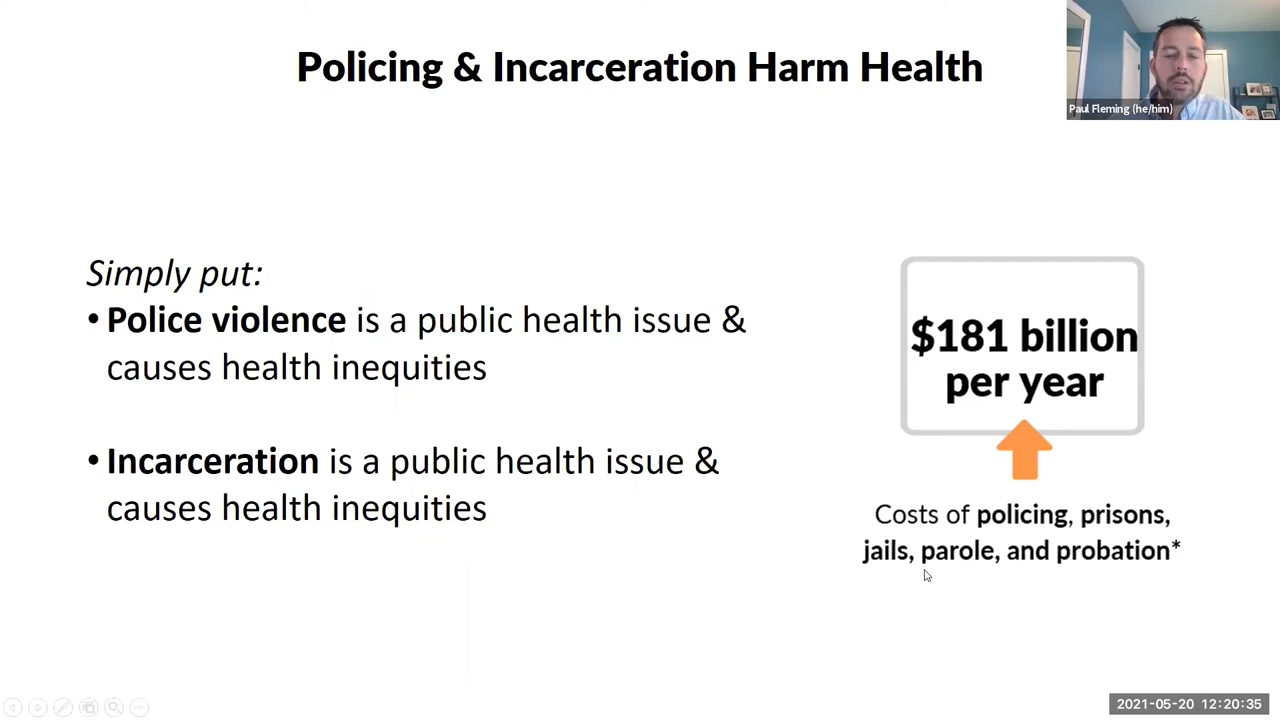 Policing & Incarceration Harm Health
Paul Fleming (he/him)
Simply put:
• Police violence is a public health issue &
causes health inequities
• Incarceration is a public health issue &
causes health inequities
$181 billion
per year
Costs of policing, prisons,
jails, parole, and probation*
2021-05-20 12:20:35